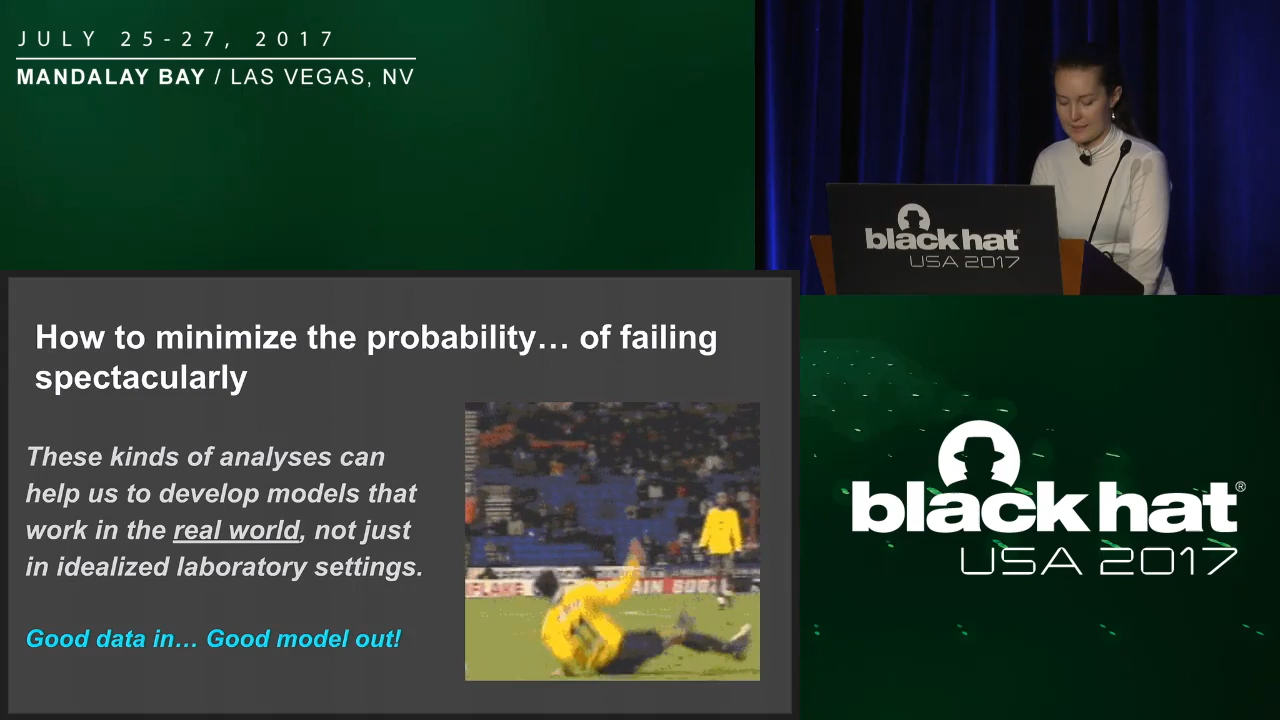 JULY 25-27, 2017
MANDALAY BAY / LAS VEGAS, NV
black hat
USA 2017
How to minimize the probability… of failing
spectacularly
These kinds of analyses can
help us to develop models that
work in the real world, not just
in idealized laboratory settings.
Good data in… Good model out!
black hat®
USA 2017